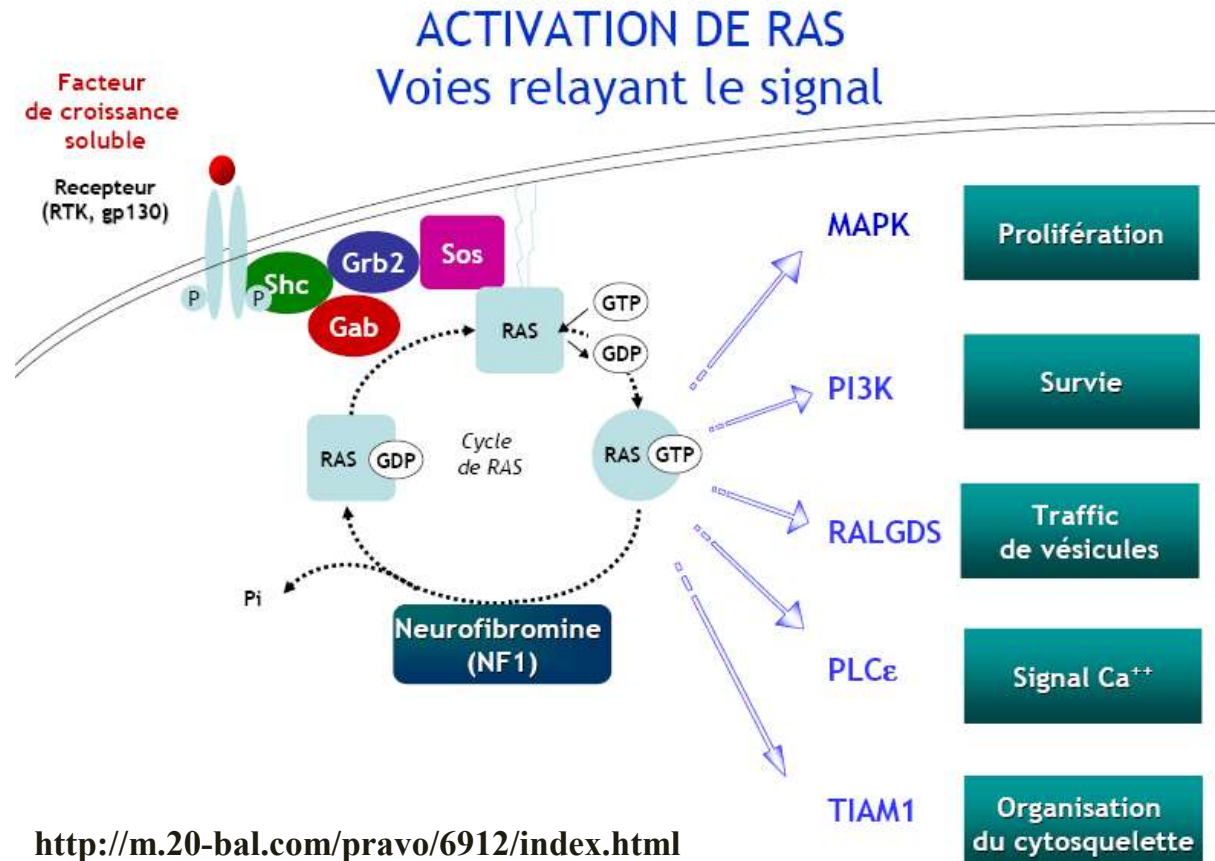 ACTIVATION DE RAS
Voies relayant le signal
Facteur
de croissance
soluble
Recepteur
(RTK, gp130)
P
P
Shc
Grb2
Gab
Sos
RAS
GTP
GDP
RAS
GDP
Cycle
de RAS
RAS
GTP
Pi
Neurofibromine
(NF1)
MAPK
Prolifération
PI3K
Survie
RALGDS
Traffic
de vésicules
PLCε
Signal Ca⁺⁺
TIAM1
Organisation
du cytosquelette
http://m.20-bal.com/pravo/6912/index.html